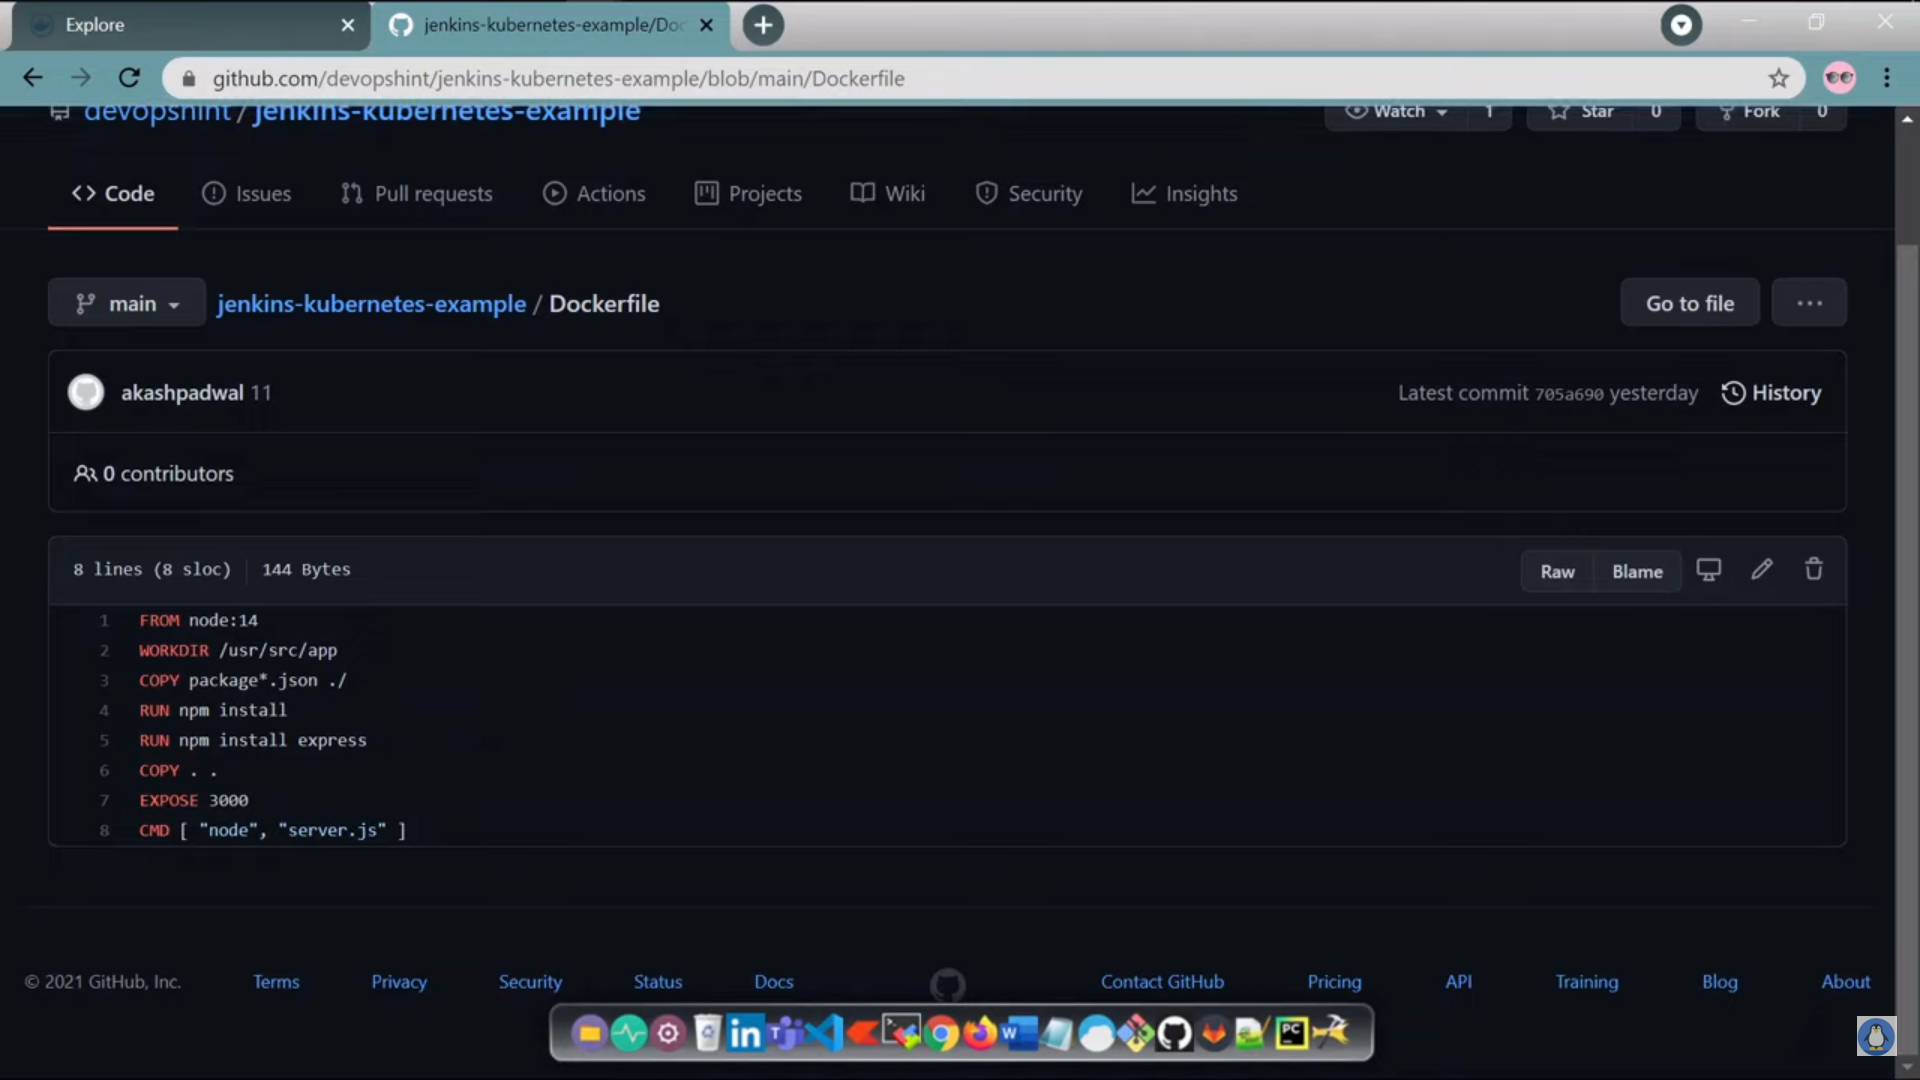 Explore
jenkins-kubernetes-example/Doc
github.com/devopshint/jenkins-kubernetes-example/blob/main/Dockerfile
devopshint / jenkins-kubernetes-example
Watch 1 Star 0 Fork 0
Code Issues Pull requests Actions Projects Wiki Security Insights
main jenkins-kubernetes-example / Dockerfile Go to file ...
akashpadwal 11 Latest commit 705a690 yesterday History
0 contributors
8 lines (8 sloc) 144 Bytes Raw Blame
1 FROM node:14
2 WORKDIR /usr/src/app
3 COPY package*.json ./
4 RUN npm install
5 RUN npm install express
6 COPY . .
7 EXPOSE 3000
8 CMD [ "node", "server.js" ]
© 2021 GitHub, Inc. Terms Privacy Security Status Docs Contact GitHub Pricing API Training Blog About
in T W PC